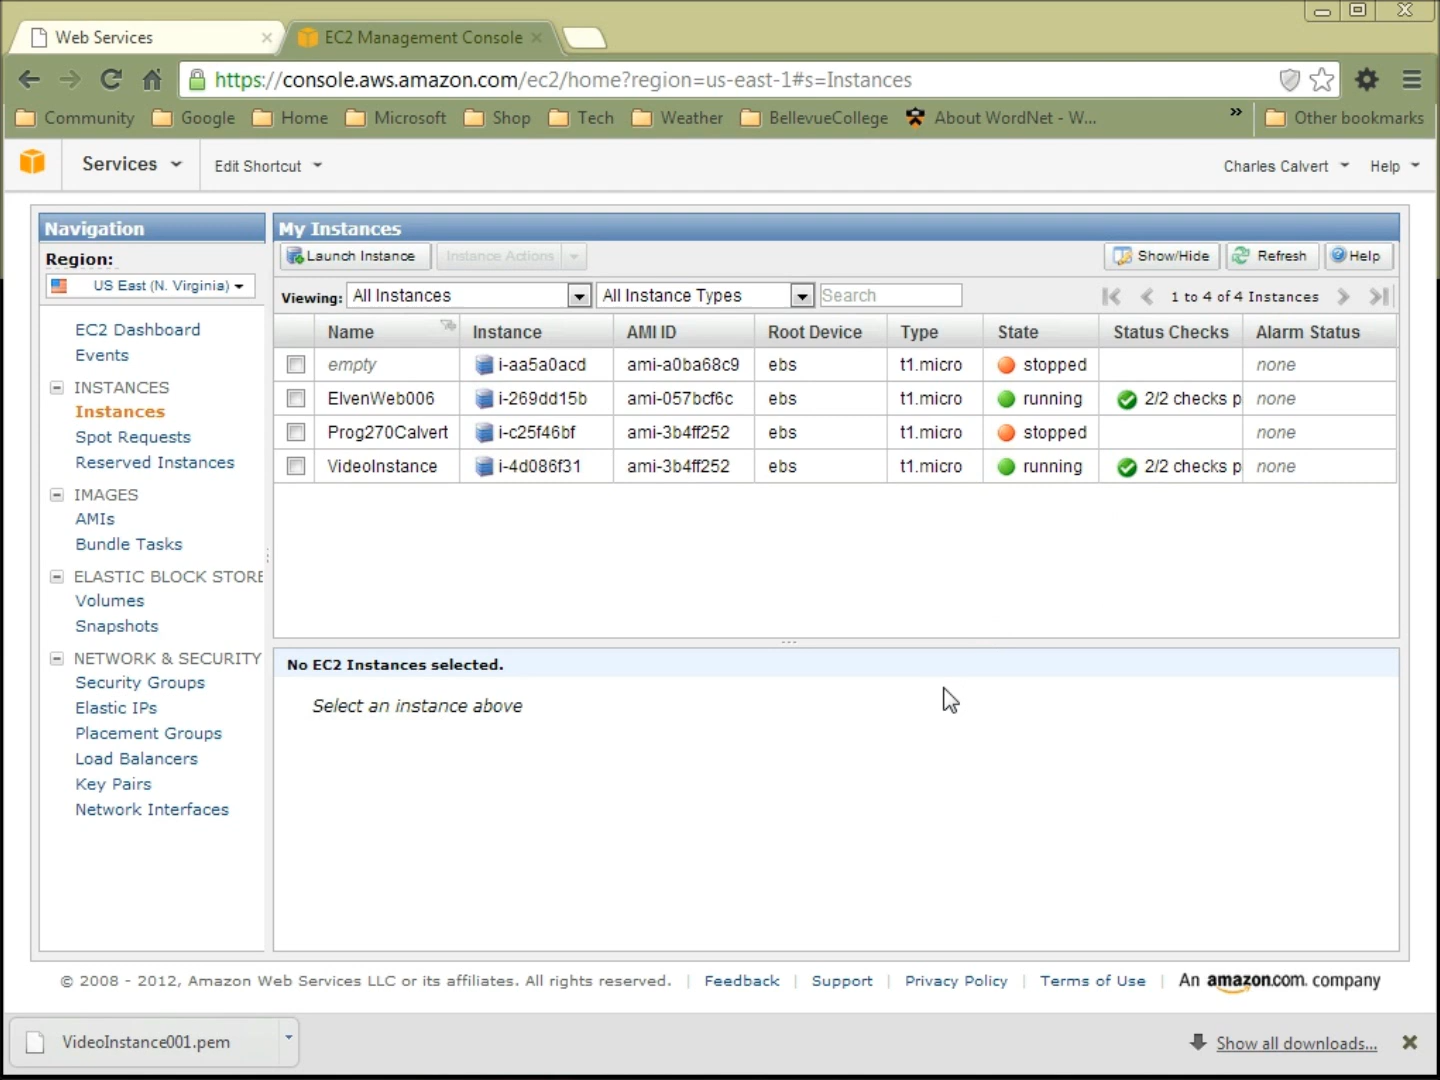 Web Services
EC2 Management Console
https://console.aws.amazon.com/ec2/home?region=us-east-1#s=Instances
Community Google Home Microsoft Shop Tech Weather BellevueCollege About WordNet - W... » Other bookmarks
Services Edit Shortcut Charles Calvert Help
Navigation
Region:
US East (N. Virginia)
EC2 Dashboard
Events
INSTANCES
Instances
Spot Requests
Reserved Instances
IMAGES
AMIs
Bundle Tasks
ELASTIC BLOCK STORE
Volumes
Snapshots
NETWORK & SECURITY
Security Groups
Elastic IPs
Placement Groups
Load Balancers
Key Pairs
Network Interfaces
My Instances
Launch Instance Instance Actions Show/Hide Refresh Help
Viewing: All Instances All Instance Types Search 1 to 4 of 4 Instances
Name Instance AMI ID Root Device Type State Status Checks Alarm Status
empty i-aa5a0acd ami-a0ba68c9 ebs t1.micro stopped none
ElvenWeb006 i-269dd15b ami-057bcf6c ebs t1.micro running 2/2 checks p none
Prog270Calvert i-c25f46bf ami-3b4ff252 ebs t1.micro stopped none
VideoInstance i-4d086f31 ami-3b4ff252 ebs t1.micro running 2/2 checks p none
No EC2 Instances selected.
Select an instance above
© 2008 - 2012, Amazon Web Services LLC or its affiliates. All rights reserved. | Feedback | Support | Privacy Policy | Terms of Use | An amazon.com. company
VideoInstance001.pem Show all downloads...